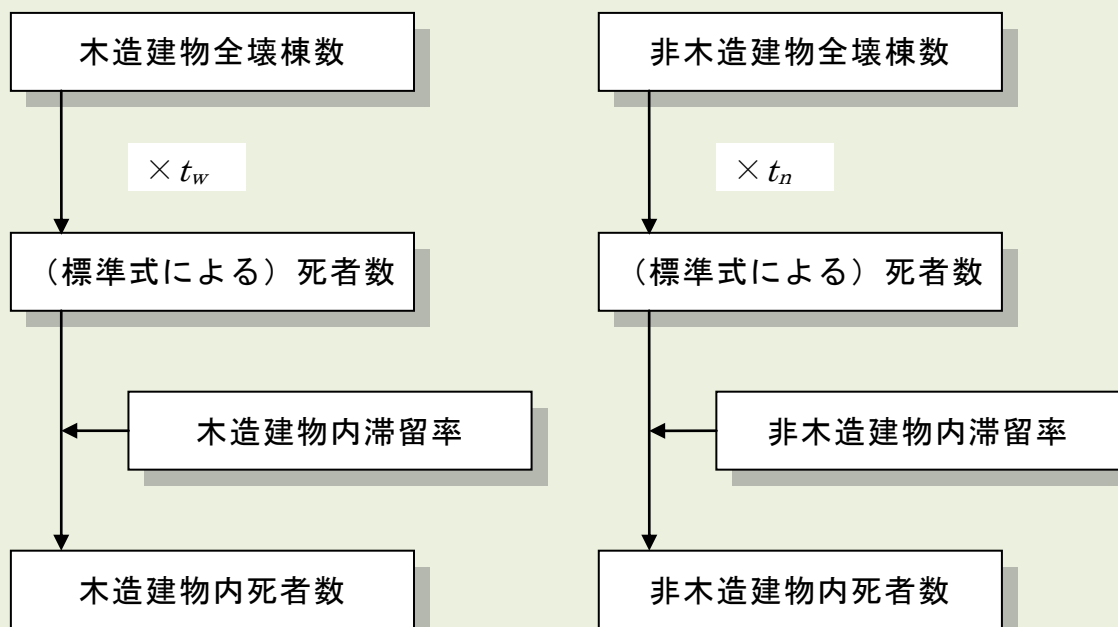 木造建物全壊棟数
× tw
（標準式による）死者数
木造建物内滞留率
木造建物内死者数
非木造建物全壊棟数
× tn
（標準式による）死者数
非木造建物内滞留率
非木造建物内死者数